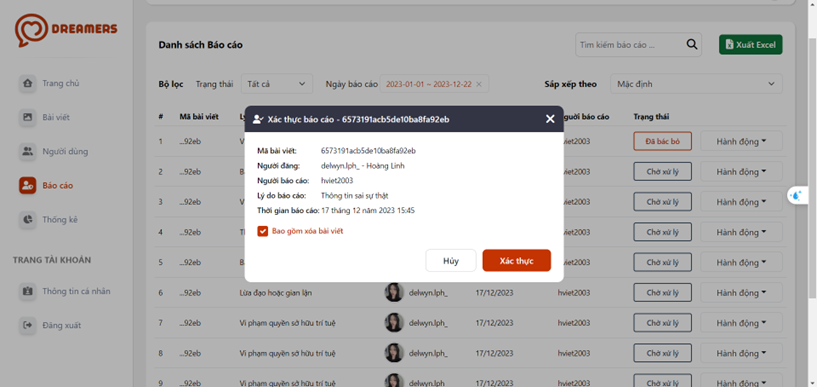 DREAMERS
Trang chủ
Bài viết
Người dùng
Báo cáo
Thống kê
TRANG TÀI KHOẢN
Thông tin cá nhân
Đăng xuất
Danh sách Báo cáo
Tìm kiếm báo cáo ...
Xuất Excel
Bộ lọc Trạng thái Tất cả Ngày báo cáo 2023-01-01 ~ 2023-12-22 Sắp xếp theo Mặc định
# Mã bài viết báo cáo Trạng thái
1 ...92eb hviet2003 Đã bác bỏ Hành động
2 ...92eb hviet2003 Chờ xử lý Hành động
3 ...92eb hviet2003 Chờ xử lý Hành động
4 ...92eb hviet2003 Chờ xử lý Hành động
5 ...92eb hviet2003 Chờ xử lý Hành động
6 ...92eb Lừa đảo hoặc gian lận delwyn.lph_ 17/12/2023 hviet2003 Chờ xử lý Hành động
7 ...92eb Vi phạm quyền sở hữu trí tuệ delwyn.lph_ 17/12/2023 hviet2003 Chờ xử lý Hành động
8 ...92eb Vi phạm quyền sở hữu trí tuệ delwyn.lph_ 17/12/2023 hviet2003 Chờ xử lý Hành động
9 ...92eb Vi phạm quyền sở hữu trí tuệ delwyn.lph 17/12/2023 hviet2003 Chờ xử lý Hành động
Xác thực báo cáo - 6573191acb5de10ba8fa92eb
Mã bài viết: 6573191acb5de10ba8fa92eb
Người đăng: delwyn.lph_ - Hoàng Linh
Người báo cáo: hviet2003
Lý do báo cáo: Thông tin sai sự thật
Thời gian báo cáo: 17 tháng 12 năm 2023 15:45
Bao gồm xóa bài viết
Hủy
Xác thực